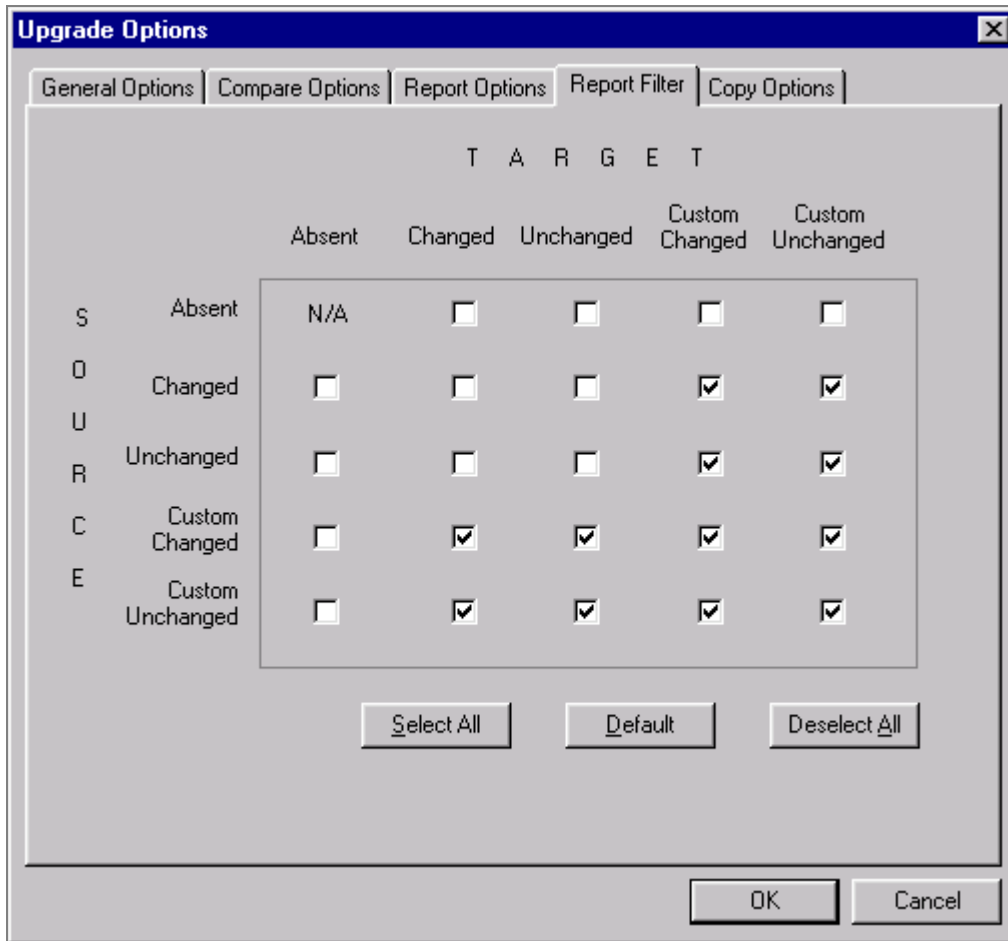 Upgrade Options
General Options Compare Options Report Options Report Filter Copy Options
T A R G E T
Absent Changed Unchanged Custom Changed Custom Unchanged
S O U R C E
Absent N/A
Changed
Unchanged
Custom
Changed
Custom
Unchanged
Select All Default Deselect All
OK Cancel